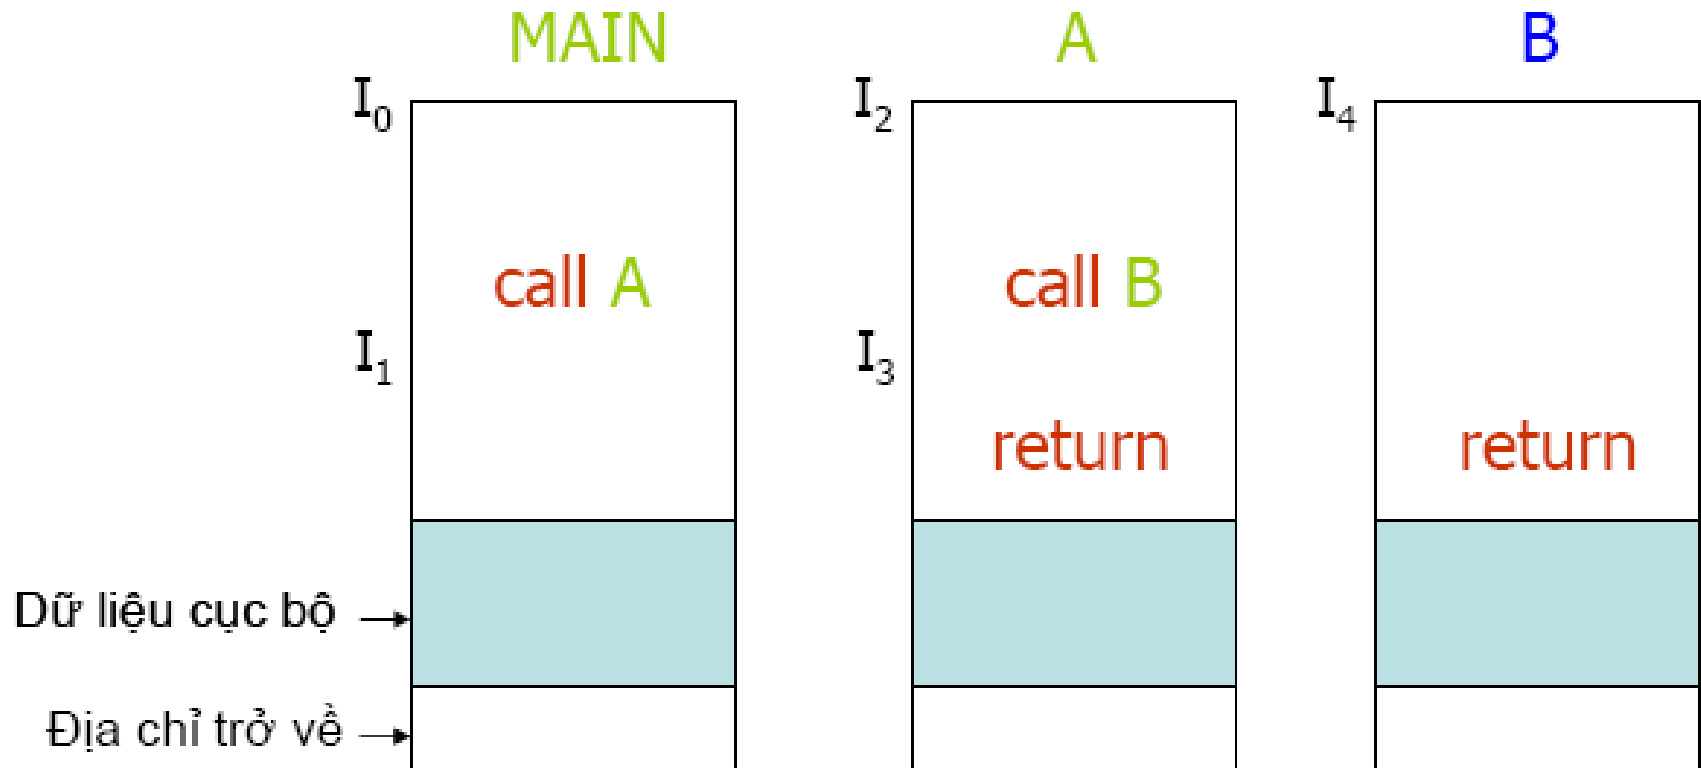 MAIN A B
I₀ I₂ I₄
call A call B
I₁ I₃
return return
Dữ liệu cục bộ
Địa chỉ trở về